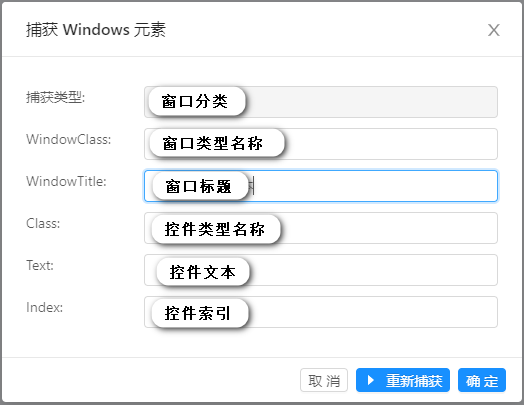 捕获 Windows 元素
捕获类型: 窗口分类
WindowClass: 窗口类型名称
WindowTitle: 窗口标题
Class: 控件类型名称
Text: 控件文本
Index: 控件索引
取 消 重新捕获 确 定